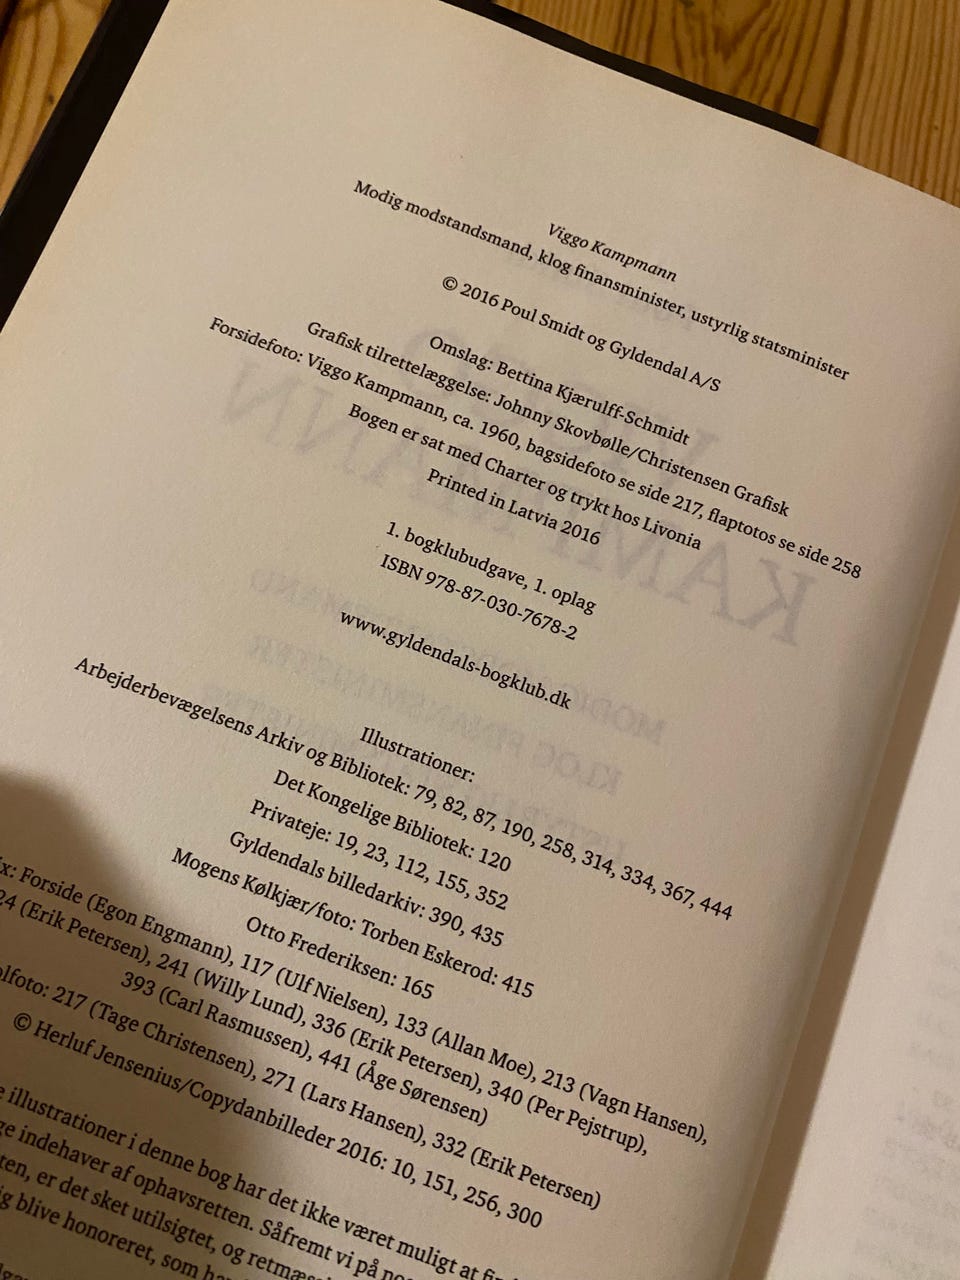 Viggo Kampmann
Modig modstandsmand, klog finansminister, ustyrlig statsminister
© 2016 Poul Smidt og Gyldendal A/S
Omslag: Bettina Kjærulff-Schmidt
Grafisk tilrettelæggelse: Johnny Skovbølle/Christensen Grafisk
Forsidefoto: Viggo Kampmann, ca. 1960, bagsidefoto se side 217, flaptotos se side 258
Bogen er sat med Charter og trykt hos Livonia
Printed in Latvia 2016
1. bogklubudgave, 1. oplag
ISBN 978-87-030-7678-2
www.gyldendals-bogklub.dk
Illustrationer:
Arbejderbevægelsens Arkiv og Bibliotek: 79, 82, 87, 190, 258, 314, 334, 367, 444
Det Kongelige Bibliotek: 120
Privateje: 19, 23, 112, 155, 352
Gyldendals billedarkiv: 390, 435
Mogens Kølkjær/foto: Torben Eskerod: 415
Otto Frederiksen: 165
Forside (Egon Engmann), 117 (Ulf Nielsen), 133 (Allan Moe), 213 (Vagn Hansen),
(Erik Petersen), 241 (Willy Lund), 336 (Erik Petersen), 340 (Per Pejstrup),
393 (Carl Rasmussen), 441 (Åge Sørensen)
217 (Tage Christensen), 271 (Lars Hansen), 332 (Erik Petersen)
© Herluf Jensenius/Copydanbilleder 2016: 10, 151, 256, 300
illustrationer i denne bog har det ikke været muligt at
indehaver af ophavsretten. Såfremt vi på
er det sket utilsigtet, og
blive honoreret, som